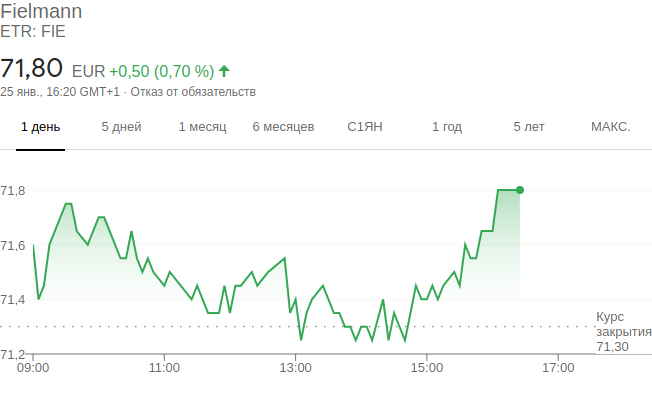 Fielmann
ETR: FIE
71,80 EUR +0,50 (0,70 %)
25 янв., 16:20 GMT+1 · Отказ от обязательств
1 день 5 дней 1 месяц 6 месяцев С1ЯН 1 год 5 лет МАКС.
71,8
71,6
71,4
Курс
закрытия
71,30
71,2
09:00 11:00 13:00 15:00 17:00